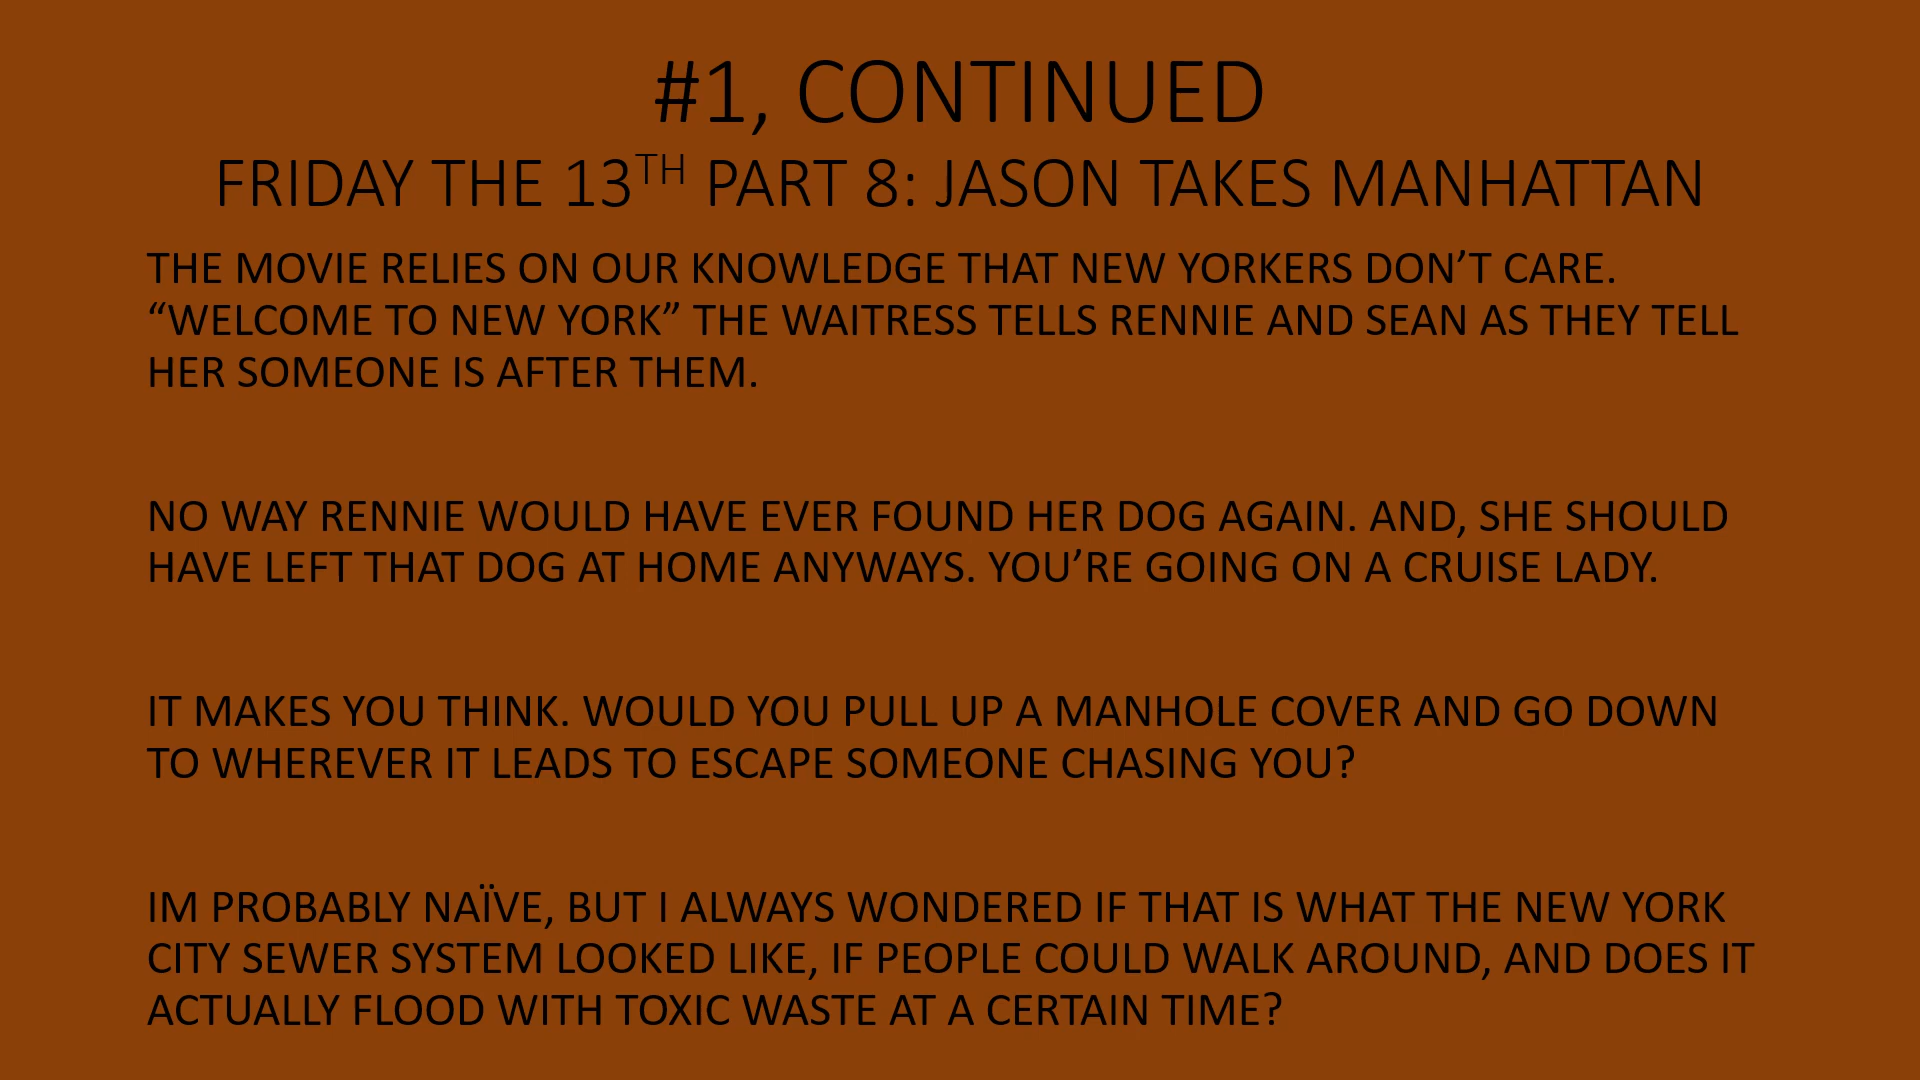 #1, CONTINUED
FRIDAY THE 13TH PART 8: JASON TAKES MANHATTAN
THE MOVIE RELIES ON OUR KNOWLEDGE THAT NEW YORKERS DON’T CARE.
“WELCOME TO NEW YORK” THE WAITRESS TELLS RENNIE AND SEAN AS THEY TELL
HER SOMEONE IS AFTER THEM.
NO WAY RENNIE WOULD HAVE EVER FOUND HER DOG AGAIN. AND, SHE SHOULD
HAVE LEFT THAT DOG AT HOME ANYWAYS. YOU’RE GOING ON A CRUISE LADY.
IT MAKES YOU THINK. WOULD YOU PULL UP A MANHOLE COVER AND GO DOWN
TO WHEREVER IT LEADS TO ESCAPE SOMEONE CHASING YOU?
IM PROBABLY NAÏVE, BUT I ALWAYS WONDERED IF THAT IS WHAT THE NEW YORK
CITY SEWER SYSTEM LOOKED LIKE, IF PEOPLE COULD WALK AROUND, AND DOES IT
ACTUALLY FLOOD WITH TOXIC WASTE AT A CERTAIN TIME?